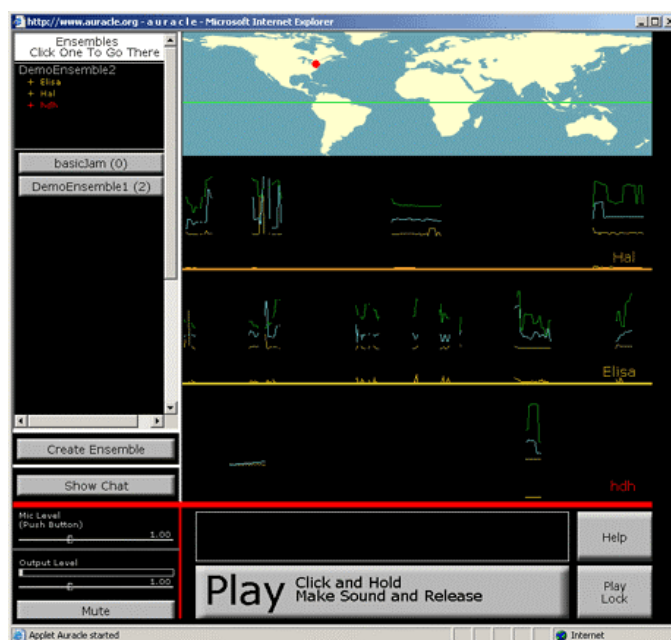 http://www.auracle.org - a u r a c l e - Microsoft Internet Explorer
Ensembles
Click One To Go There
DemoEnsemble2
+ Elisa
+ Hal
+ hdh
basicJam (0)
DemoEnsemble1 (2)
Hal
Elisa
hdh
Create Ensemble
Show Chat
Mic Level
(Push Button)
1.00
Output Level
1.00
Mute
Play
Click and Hold
Make Sound and Release
Help
Play
Lock
Applet Auracle started
Internet